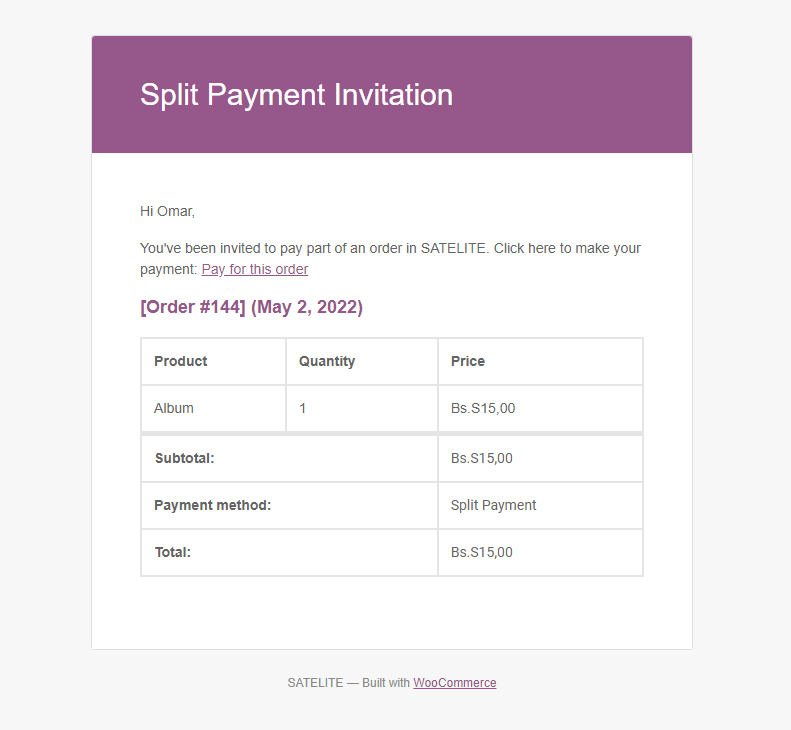 Split Payment Invitation
Hi Omar,
You've been invited to pay part of an order in SATELITE. Click here to make your
payment: Pay for this order
[Order #144] (May 2, 2022)
Product Quantity Price
Album 1 Bs.S15,00
Subtotal: Bs.S15,00
Payment method: Split Payment
Total: Bs.S15,00
SATELITE — Built with WooCommerce